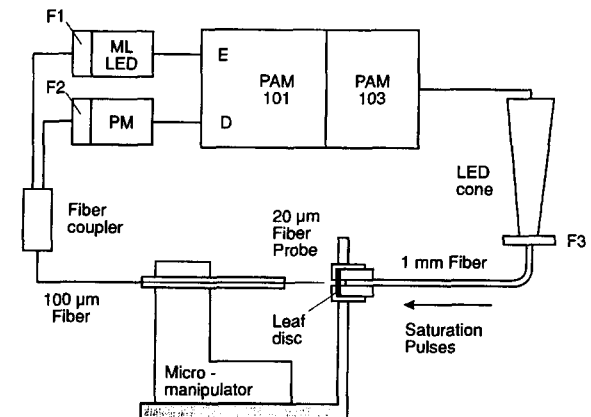 F1
ML
LED
E
PAM
101
PAM
103
F2
PM
D
LED
cone
Fiber
coupler
20 µm
Fiber
Probe
1 mm Fiber
F3
100 µm
Fiber
Leaf
disc
Saturation
Pulses
Micro -
manipulator